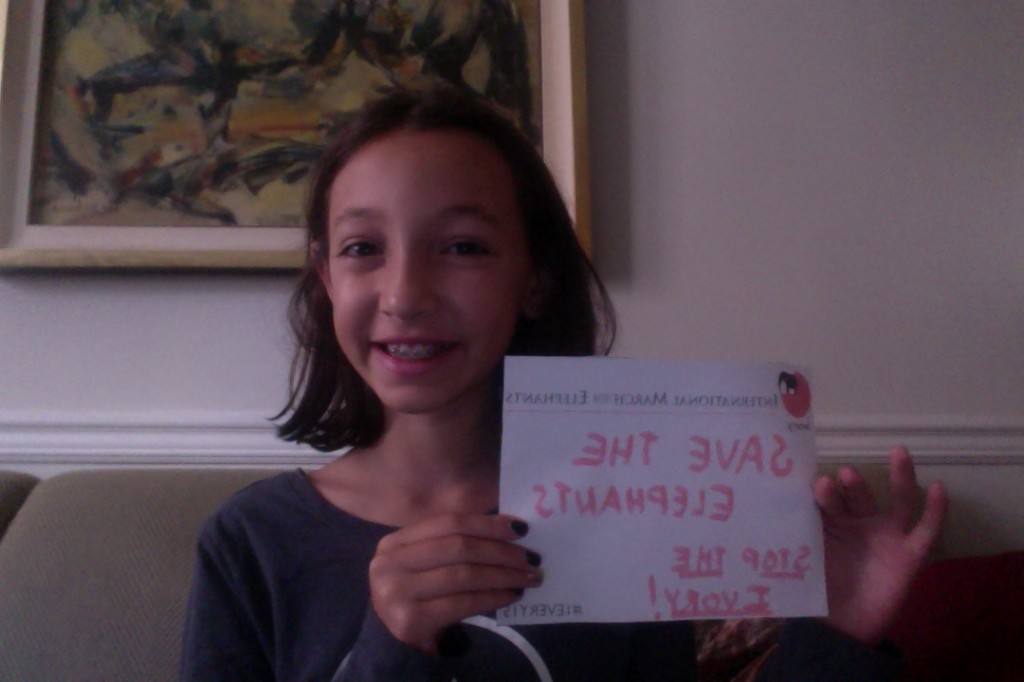 INTERNATIONAL MARCH FOR ELEPHANTS
SAVE THE
ELEPHANTS
STOP THE
IVORY!